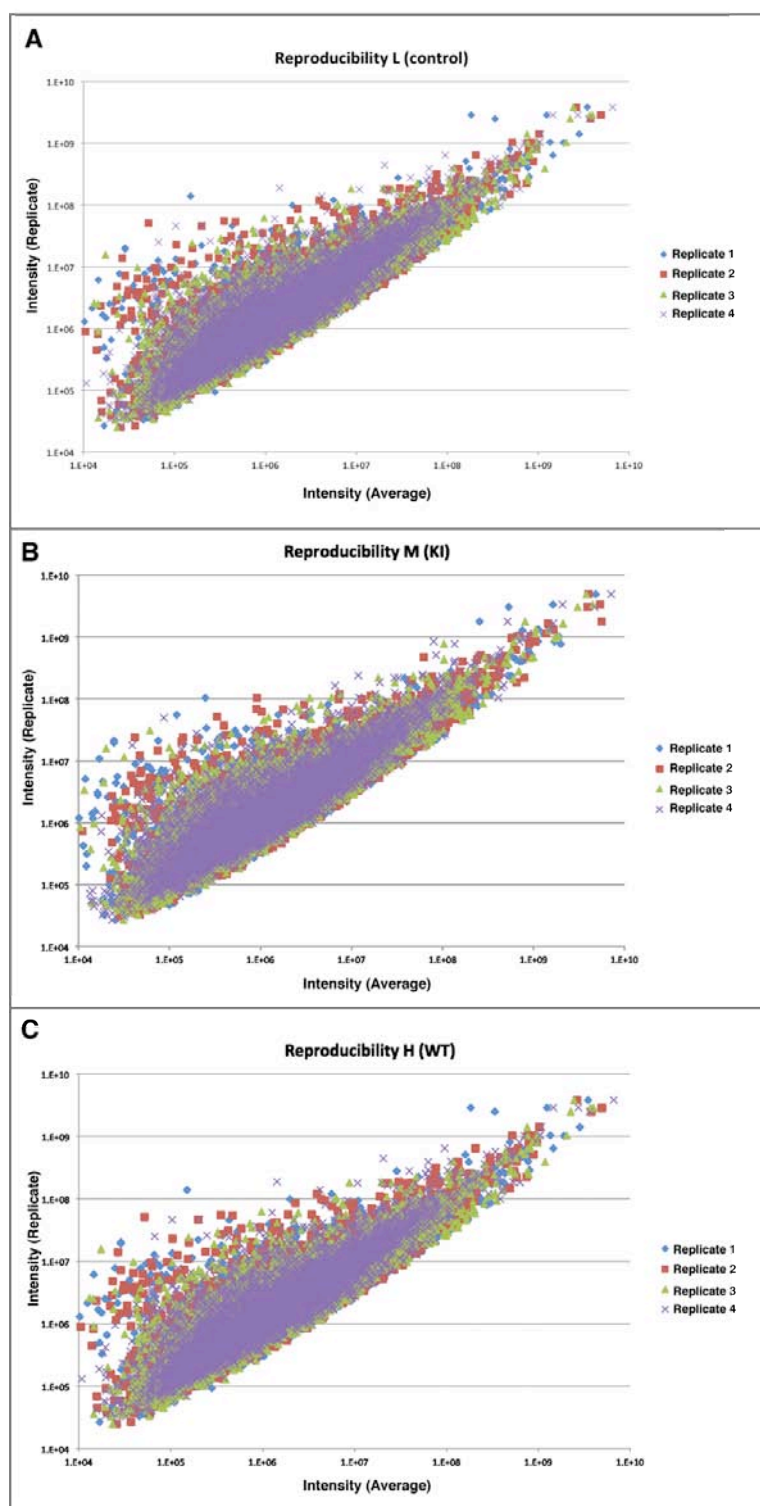 A
Reproducibility L (control)
1.E+10
1.E+09
1.E+08
1.E+07
1.E+06
1.E+05
1.E+04
Intensity (Replicate)
1.E+04 1.E+05 1.E+06 1.E+07 1.E+08 1.E+09 1.E+10
Intensity (Average)
Replicate 1
Replicate 2
Replicate 3
Replicate 4
B
Reproducibility M (KI)
1.E+10
1.E+09
1.E+08
1.E+07
1.E+06
1.E+05
1.E+04
Intensity (Replicate)
1.E+04 1.E+05 1.E+06 1.E+07 1.E+08 1.E+09 1.E+10
Intensity (Average)
Replicate 1
Replicate 2
Replicate 3
Replicate 4
C
Reproducibility H (WT)
1.E+10
1.E+09
1.E+08
1.E+07
1.E+06
1.E+05
1.E+04
Intensity (Replicate)
1.E+04 1.E+05 1.E+06 1.E+07 1.E+08 1.E+09 1.E+10
Intensity (Average)
Replicate 1
Replicate 2
Replicate 3
Replicate 4